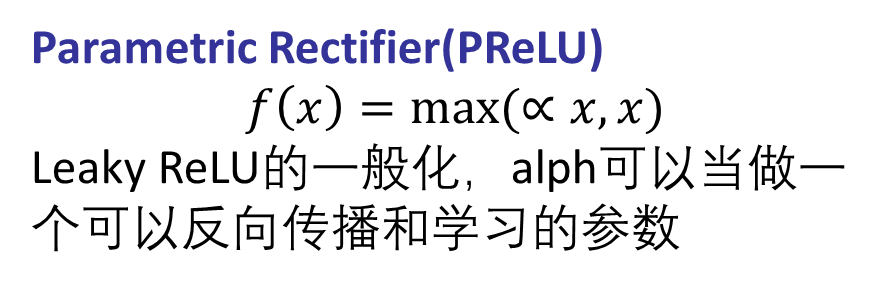 Parametric Rectifier(PReLU)
f(x) = max(∝ x, x)
Leaky ReLU的一般化，alph可以当做一
个可以反向传播和学习的参数